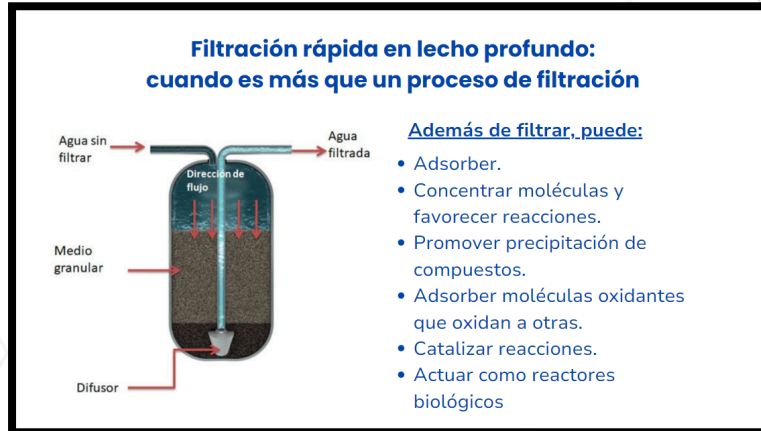 Filtración rápida en lecho profundo:
cuando es más que un proceso de filtración
Agua sin
filtrar
Agua
filtrada
Dirección de
flujo
Medio
granular
Difusor
Además de filtrar, puede:
• Adsorber.
• Concentrar moléculas y
favorecer reacciones.
• Promover precipitación de
compuestos.
• Adsorber moléculas oxidantes
que oxidan a otras.
• Catalizar reacciones.
• Actuar como reactores
biológicos